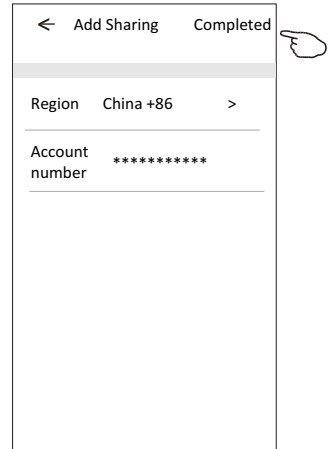 ← Add Sharing Completed
Region China +86 >
Account
number ***********